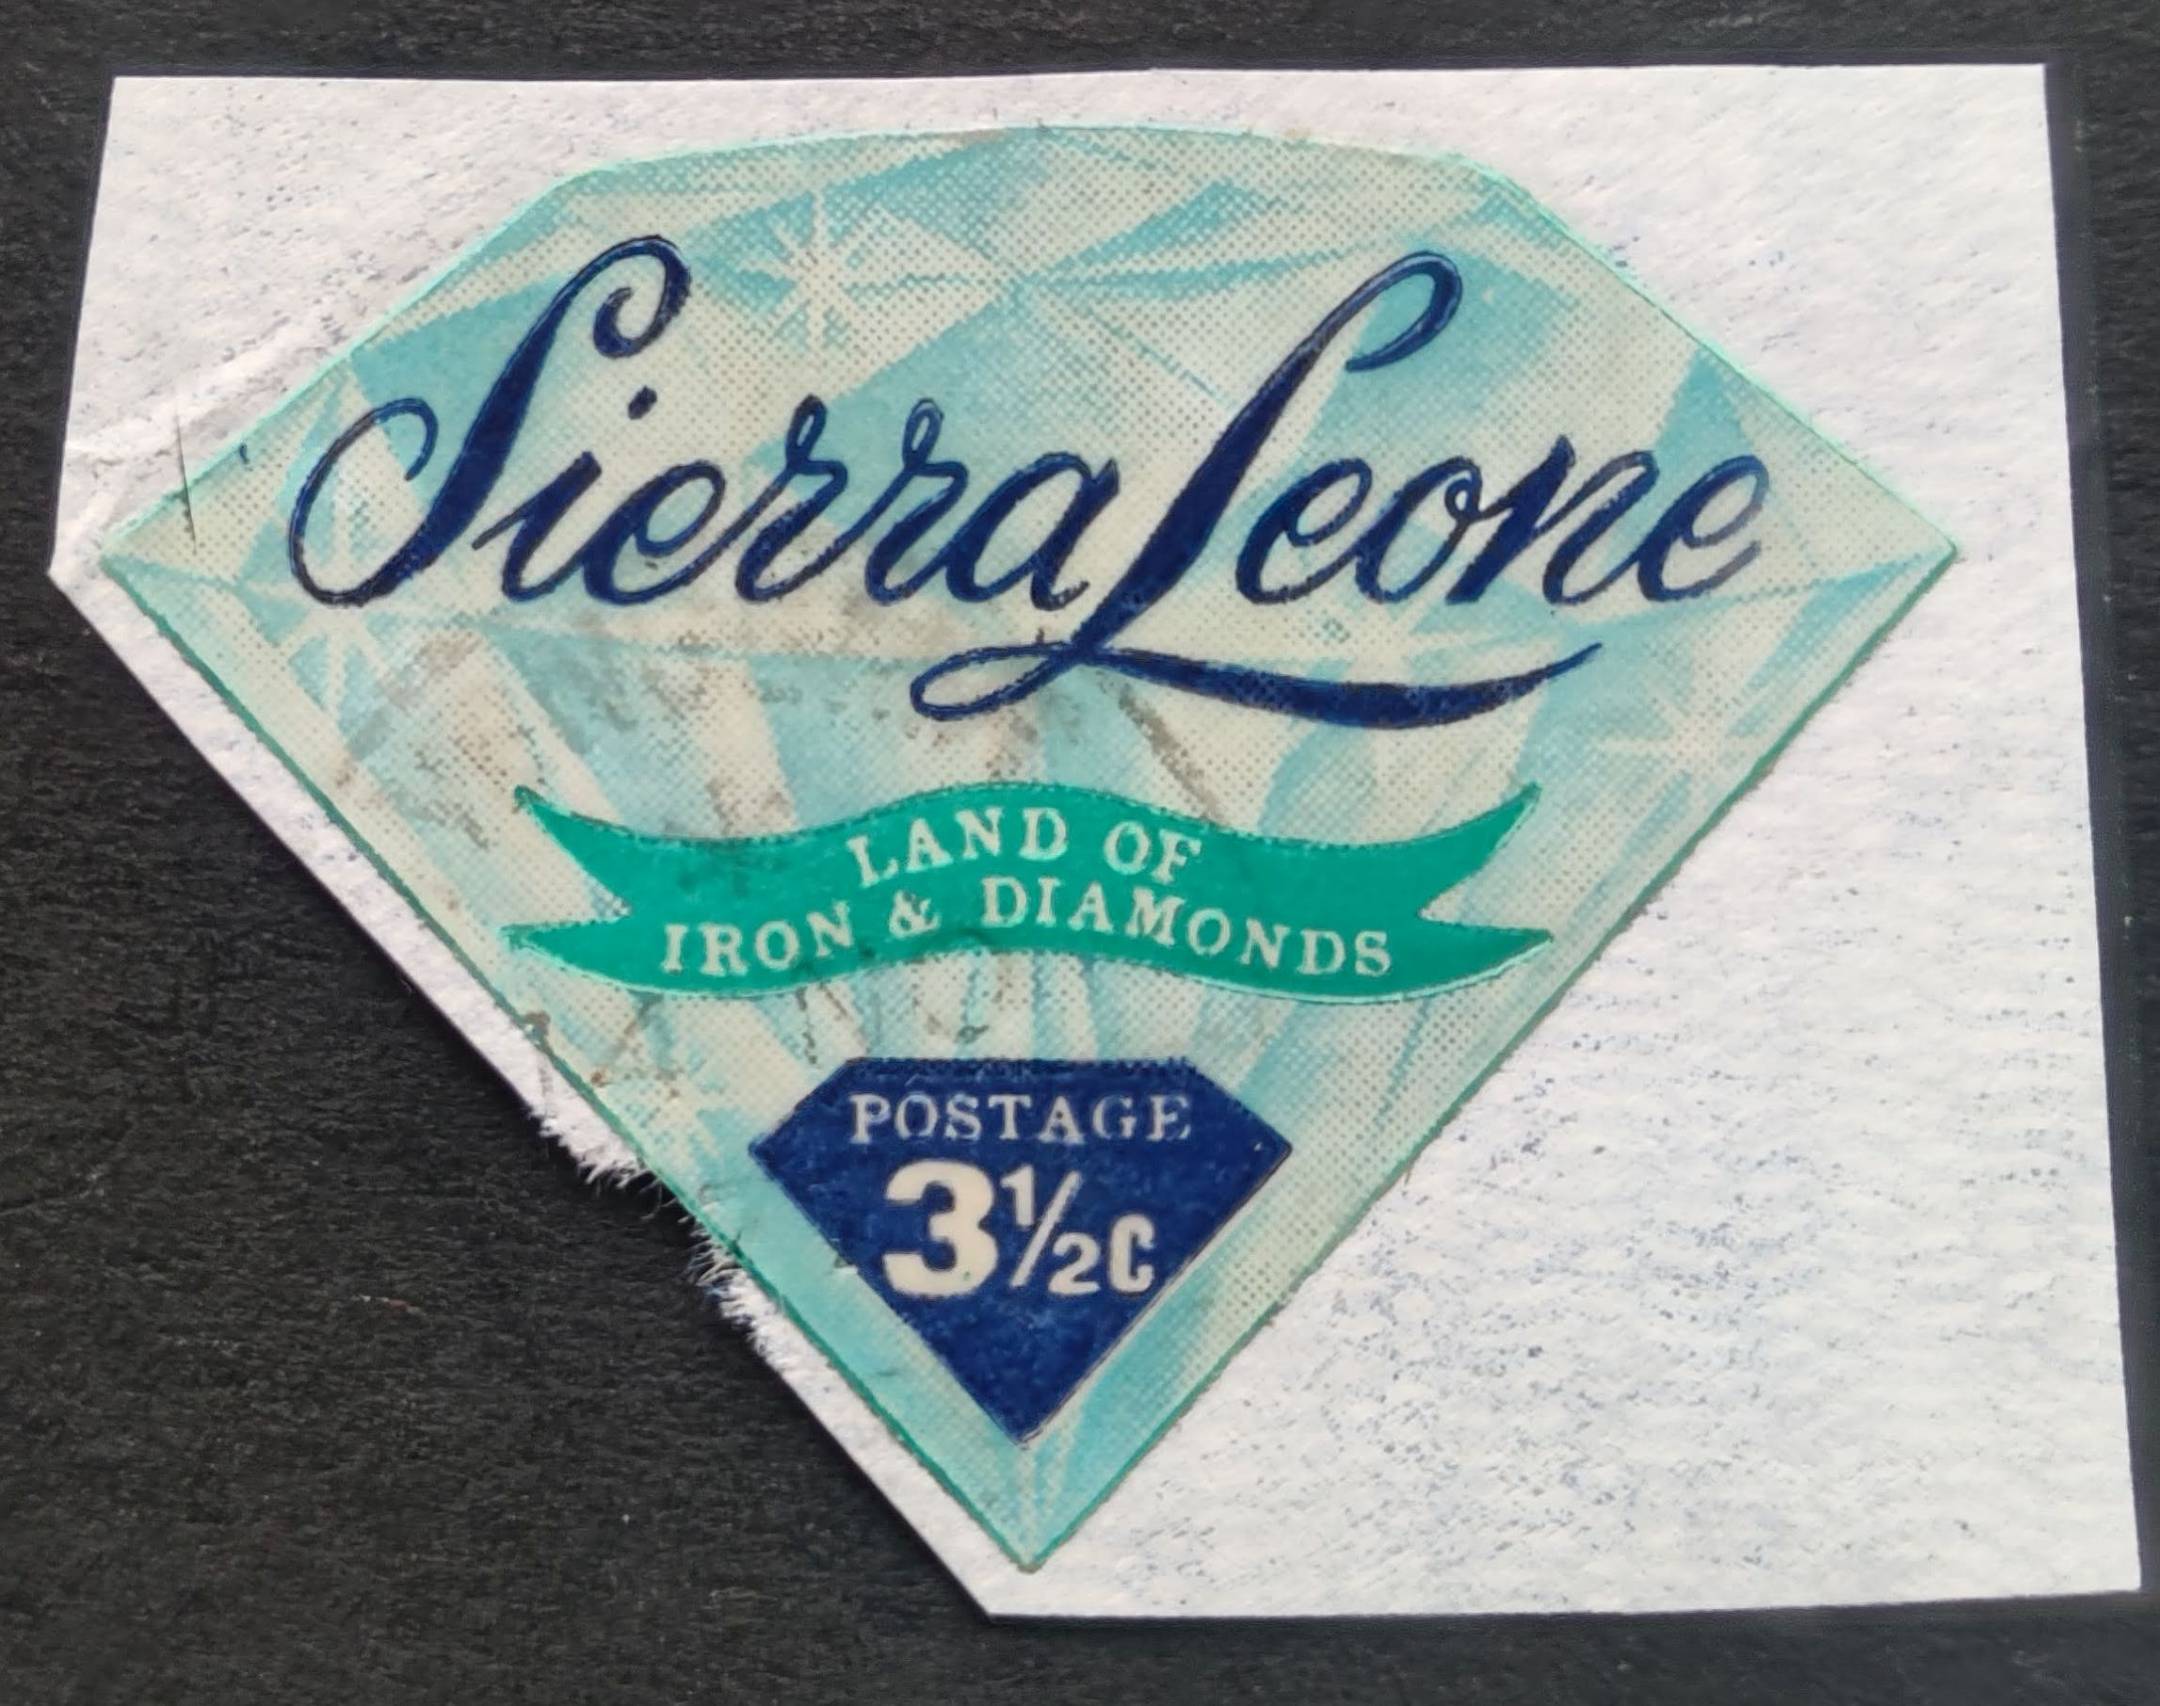 Sierra Leone
LAND OF
IRON & DIAMONDS
POSTAGE
3½C